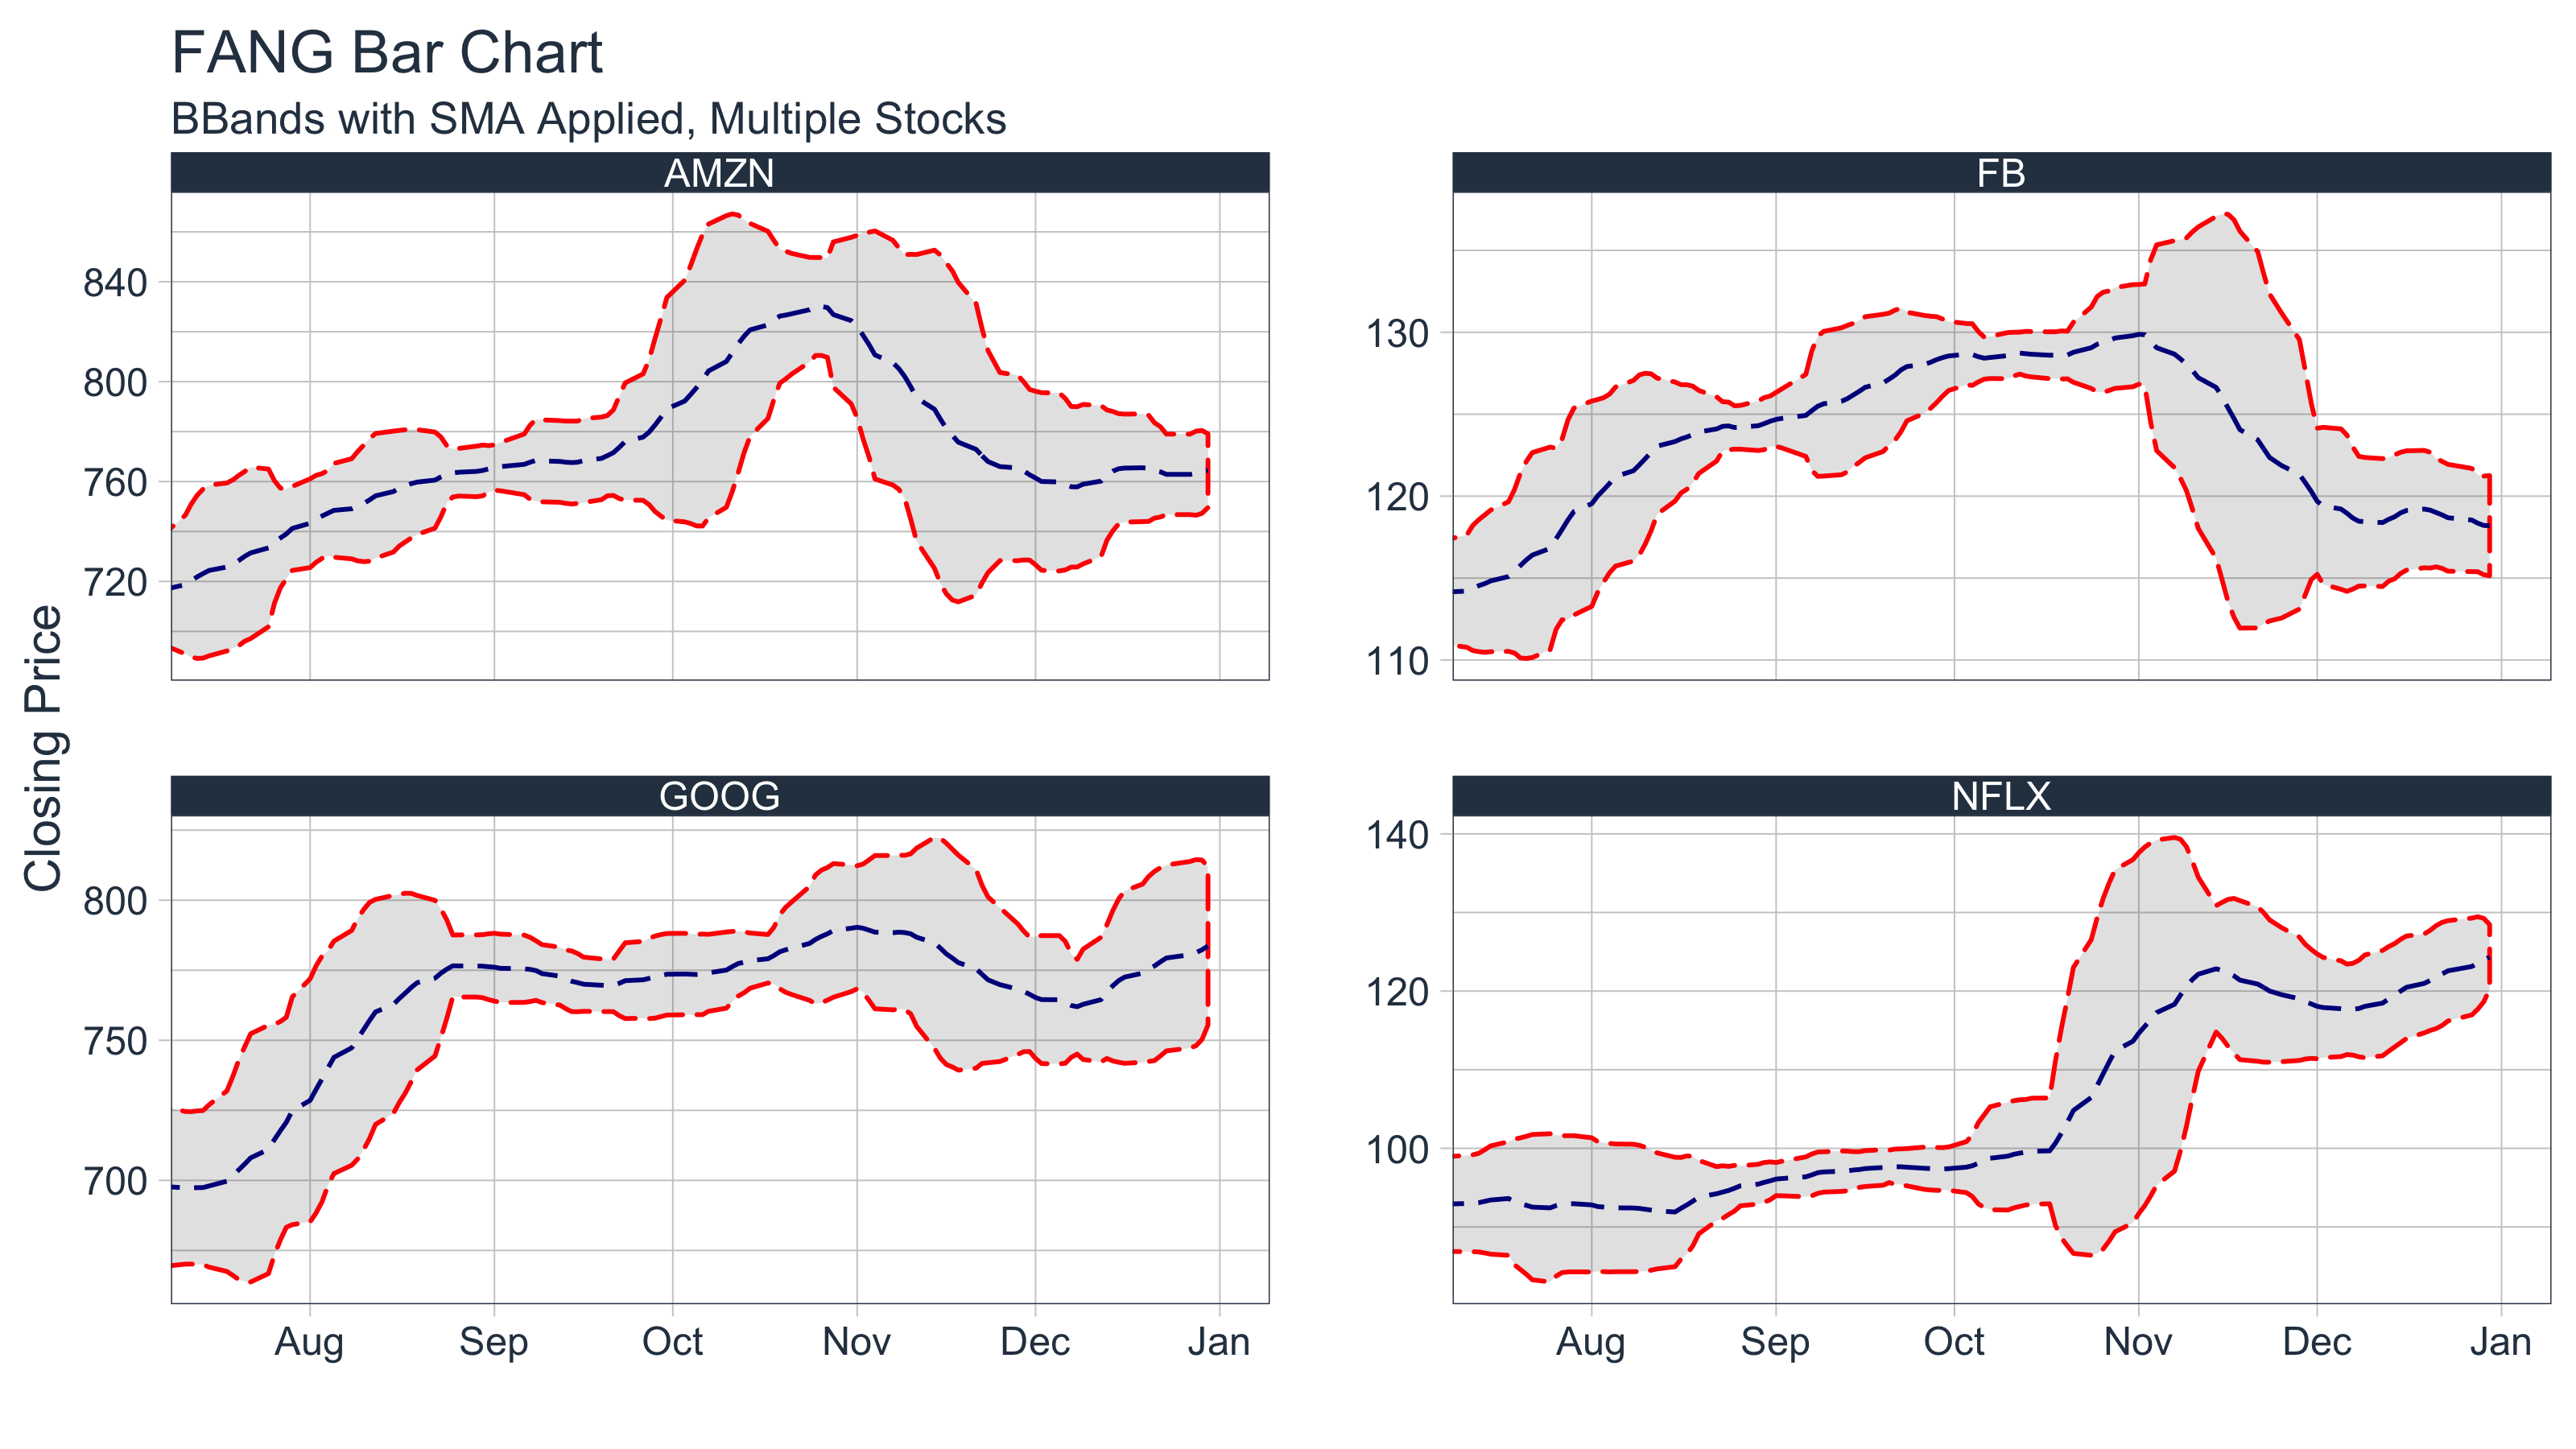 FANG Bar Chart
BBands with SMA Applied, Multiple Stocks
Closing Price
AMZN
840
800
760
720
FB
130
120
110
GOOG
800
750
700
Aug Sep Oct Nov Dec Jan
NFLX
140
120
100
Aug Sep Oct Nov Dec Jan